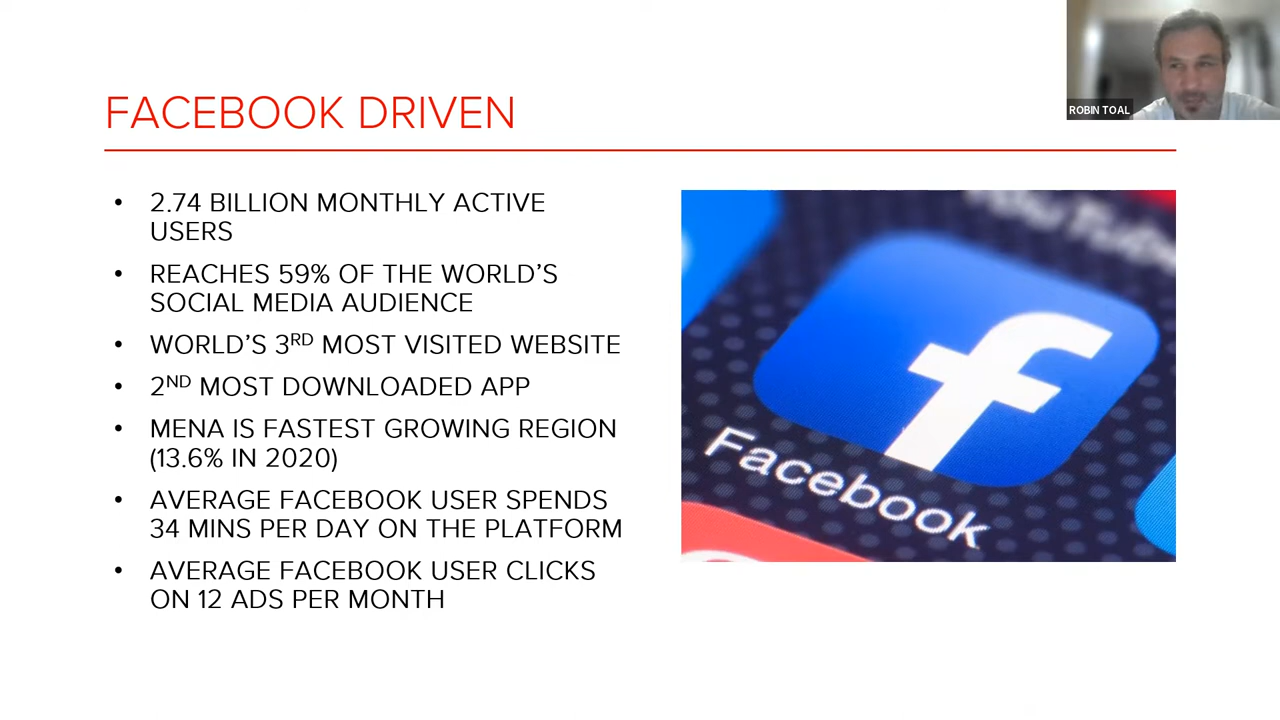 FACEBOOK DRIVEN
ROBIN TOAL
• 2.74 BILLION MONTHLY ACTIVE
USERS
• REACHES 59% OF THE WORLD’S
SOCIAL MEDIA AUDIENCE
• WORLD’S 3RD MOST VISITED WEBSITE
• 2ND MOST DOWNLOADED APP
• MENA IS FASTEST GROWING REGION
(13.6% IN 2020)
• AVERAGE FACEBOOK USER SPENDS
34 MINS PER DAY ON THE PLATFORM
• AVERAGE FACEBOOK USER CLICKS
ON 12 ADS PER MONTH
YouTube
f
Facebook